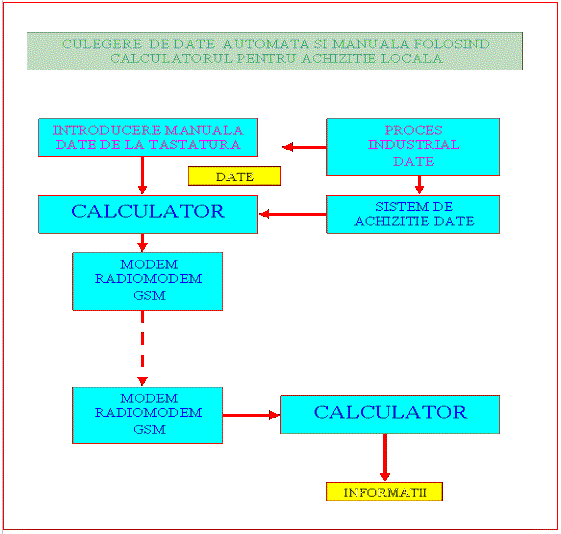 CULEGERE DE DATE AUTOMATA SI MANUALA FOLOSIND
CALCULATORUL PENTRU ACHIZITIE LOCALA
INTRODUCERE MANUALA
DATE DE LA TASTATURA
PROCES
INDUSTRIAL
DATE
DATE
CALCULATOR
SISTEM DE
ACHIZITIE DATE
MODEM
RADIOMODEM
GSM
MODEM
RADIOMODEM
GSM
CALCULATOR
INFORMATII